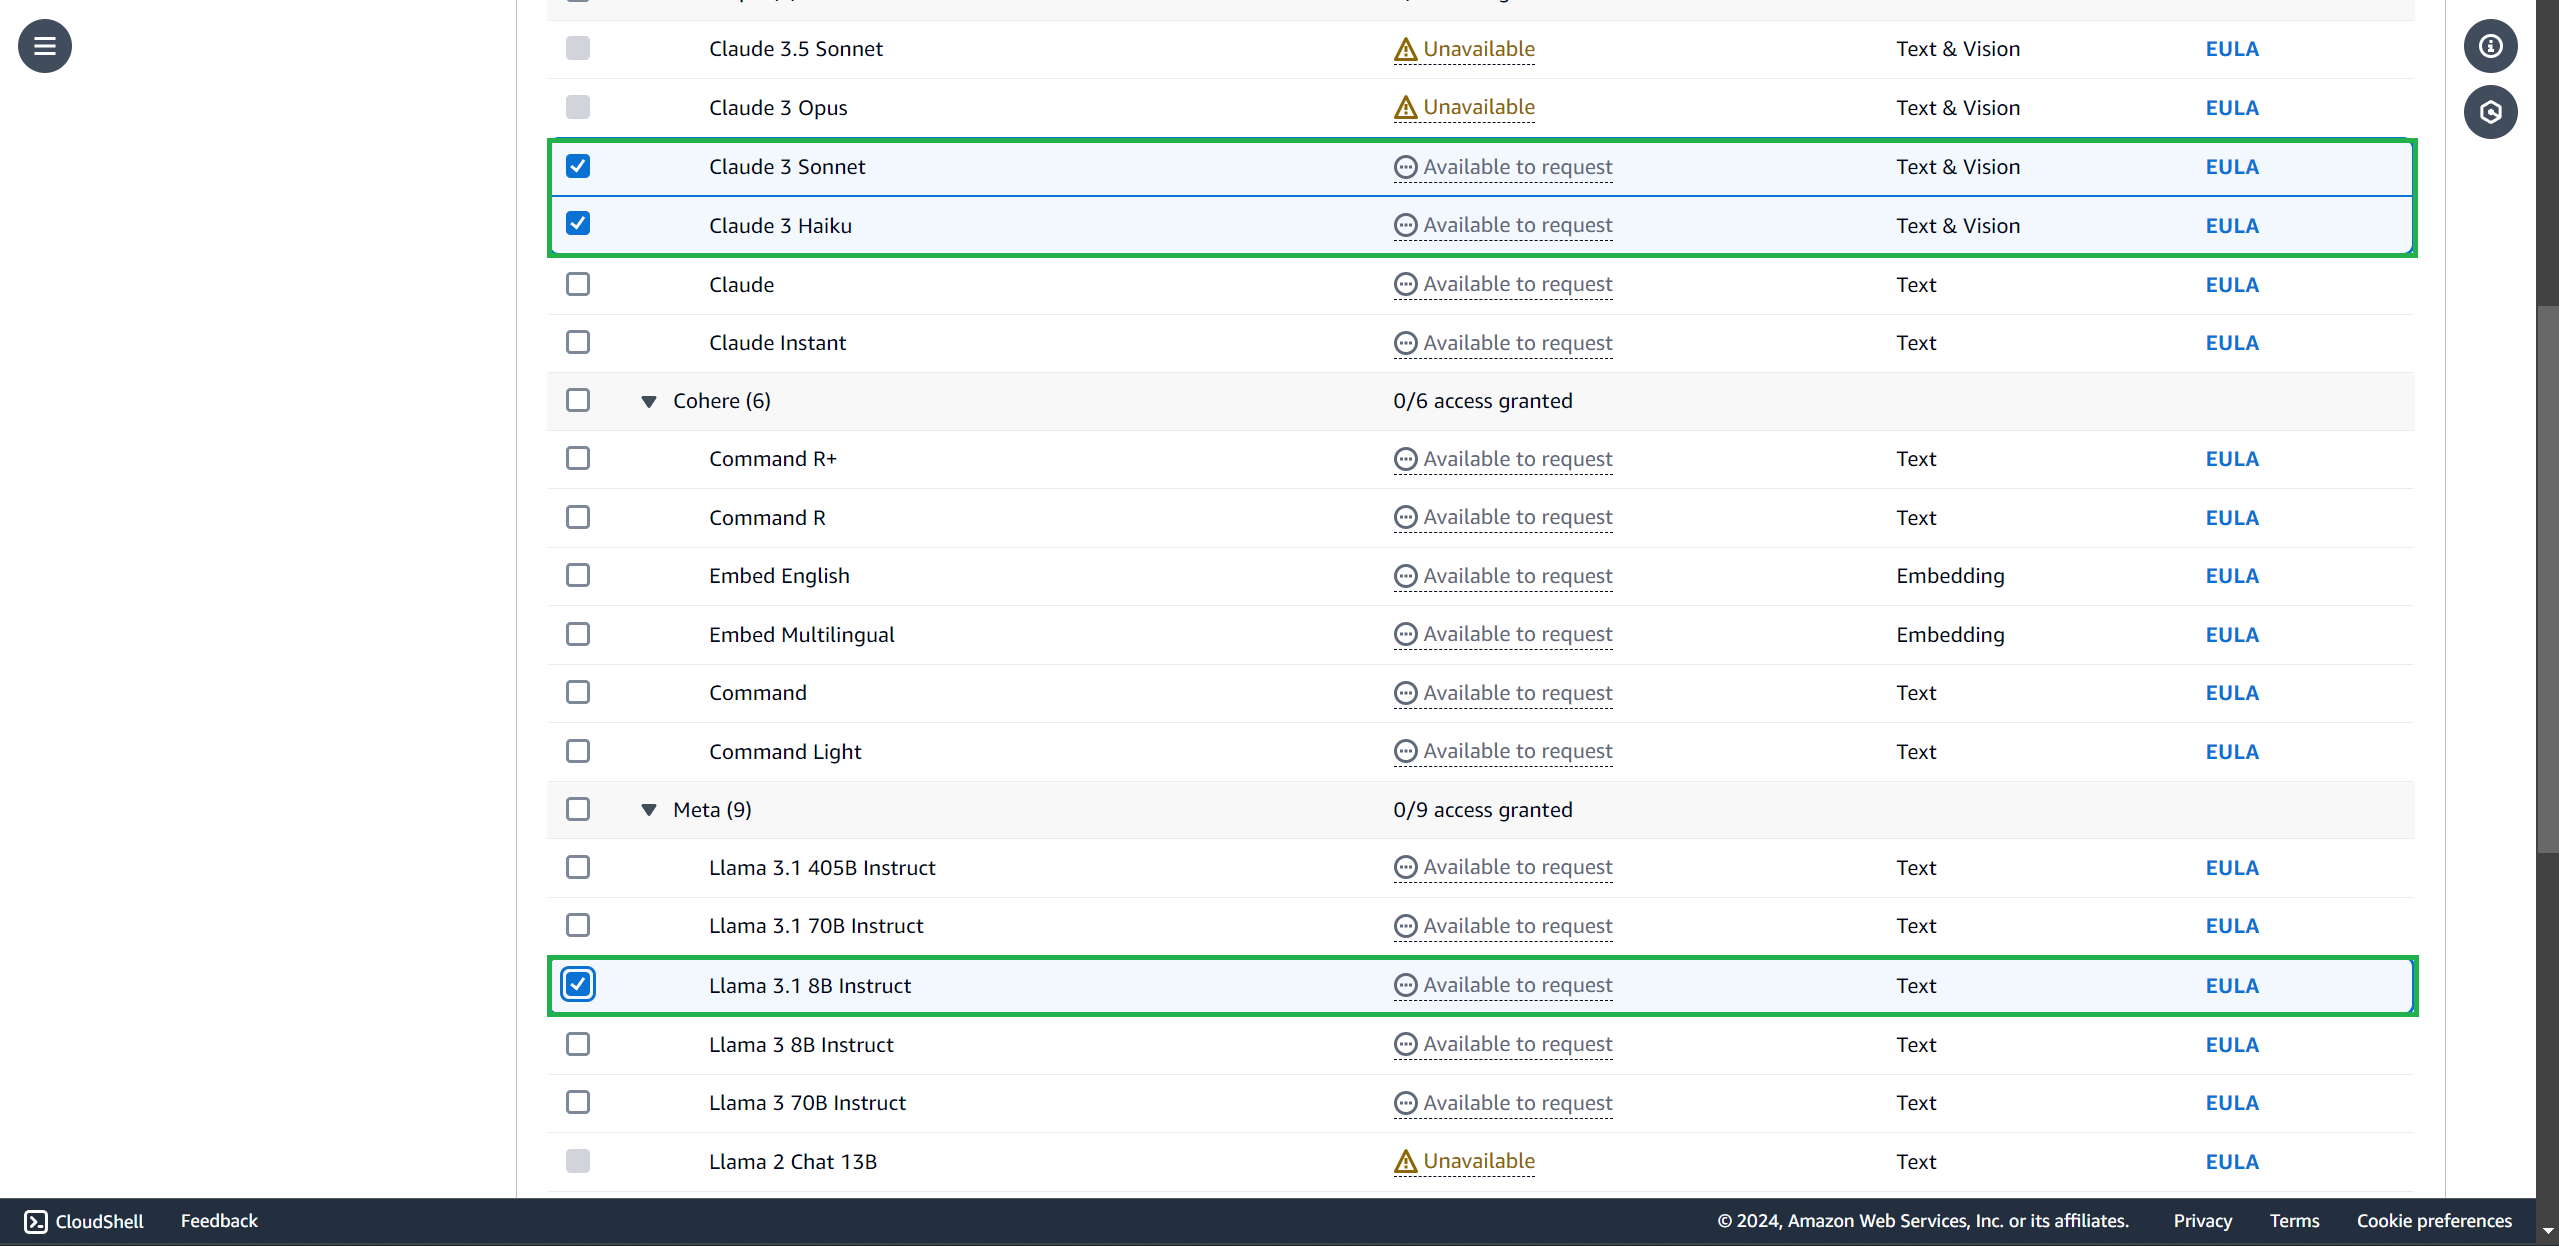 Claude 3.5 Sonnet Unavailable Text & Vision EULA
Claude 3 Opus Unavailable Text & Vision EULA
Claude 3 Sonnet Available to request Text & Vision EULA
Claude 3 Haiku Available to request Text & Vision EULA
Claude Available to request Text EULA
Claude Instant Available to request Text EULA
Cohere (6) 0/6 access granted
Command R+ Available to request Text EULA
Command R Available to request Text EULA
Embed English Available to request Embedding EULA
Embed Multilingual Available to request Embedding EULA
Command Available to request Text EULA
Command Light Available to request Text EULA
Meta (9) 0/9 access granted
Llama 3.1 405B Instruct Available to request Text EULA
Llama 3.1 70B Instruct Available to request Text EULA
Llama 3.1 8B Instruct Available to request Text EULA
Llama 3 8B Instruct Available to request Text EULA
Llama 3 70B Instruct Available to request Text EULA
Llama 2 Chat 13B Unavailable Text EULA
CloudShell Feedback © 2024, Amazon Web Services, Inc. or its affiliates. Privacy Terms Cookie preferences